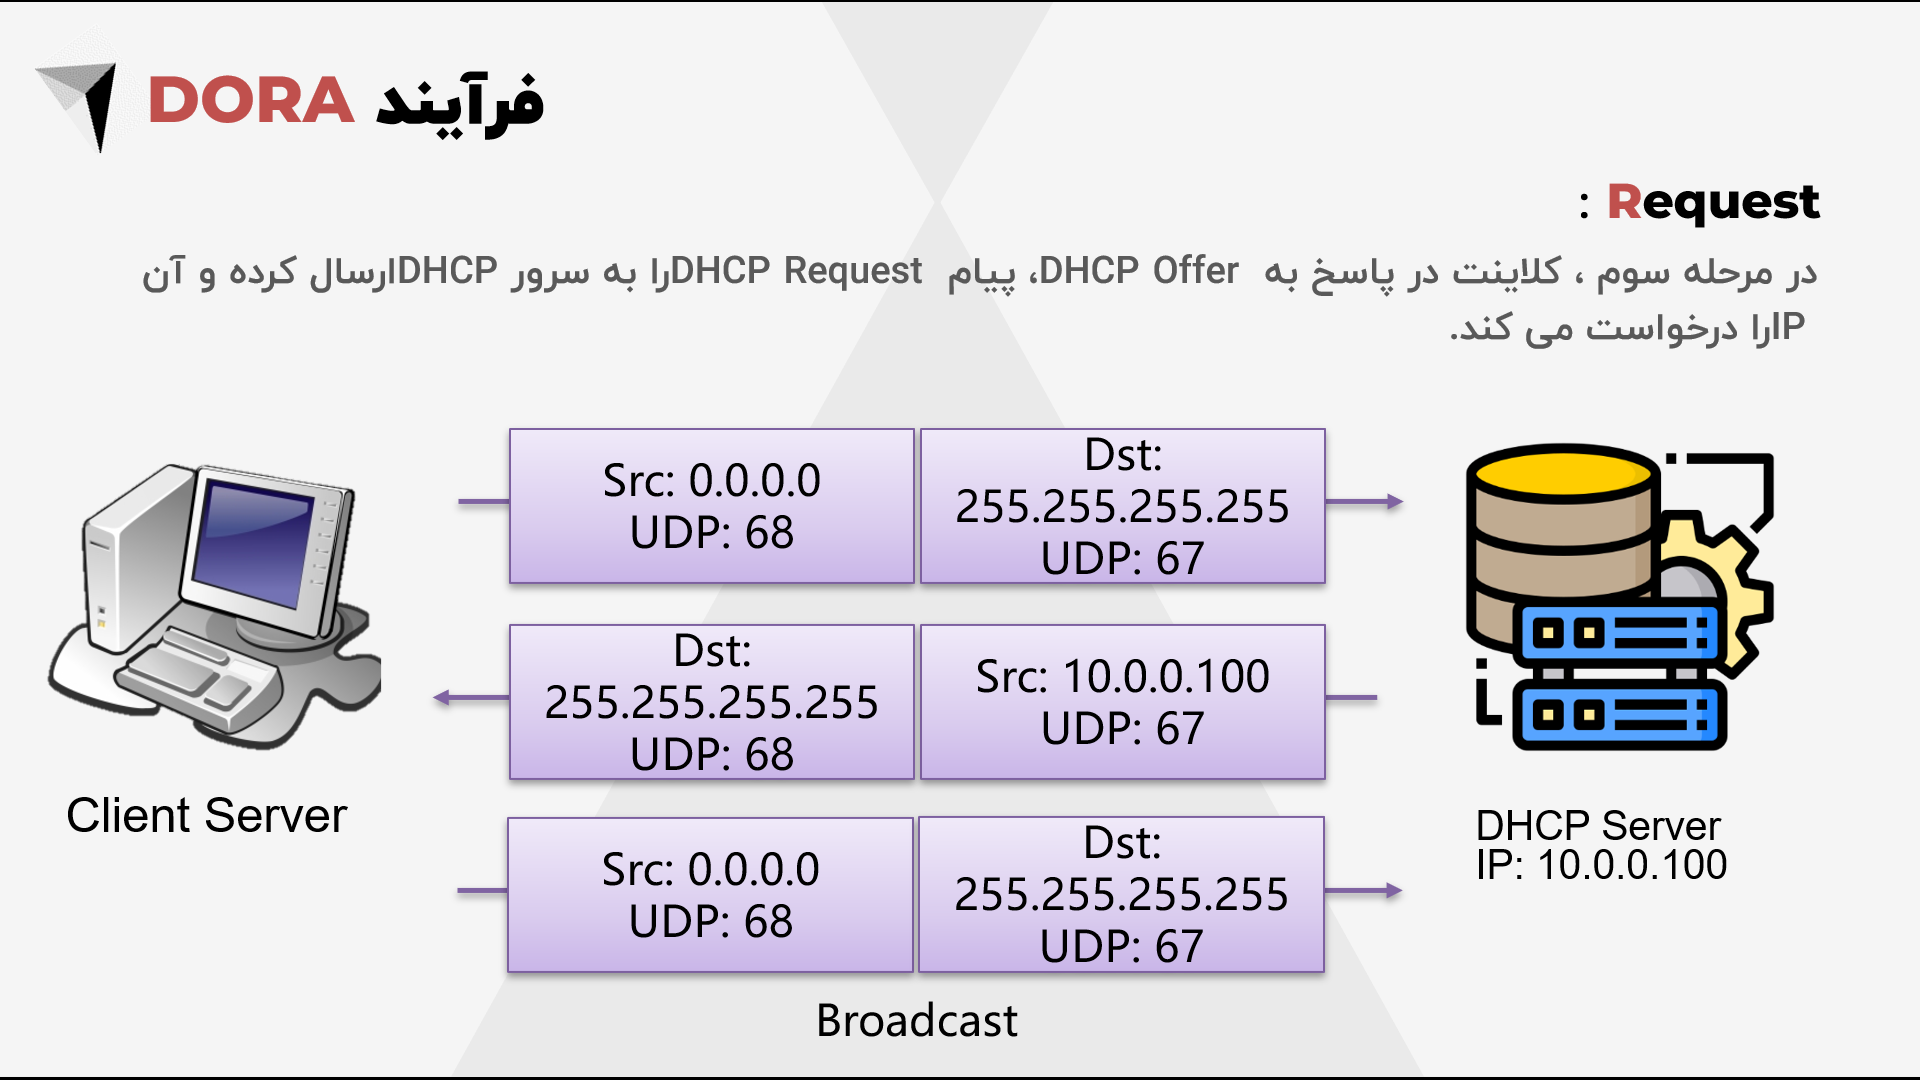 فرآیند DORA
Request :
در مرحله سوم ، کلاینت در پاسخ به DHCP Offer، پیام DHCP Requestرا به سرور DHCPارسال کرده و آن
IPرا درخواست می کند.
Src: 0.0.0.0
UDP: 68
Dst:
255.255.255.255
UDP: 67
Dst:
255.255.255.255
UDP: 68
Src: 10.0.0.100
UDP: 67
Src: 0.0.0.0
UDP: 68
Dst:
255.255.255.255
UDP: 67
Client Server
DHCP Server
IP: 10.0.0.100
Broadcast